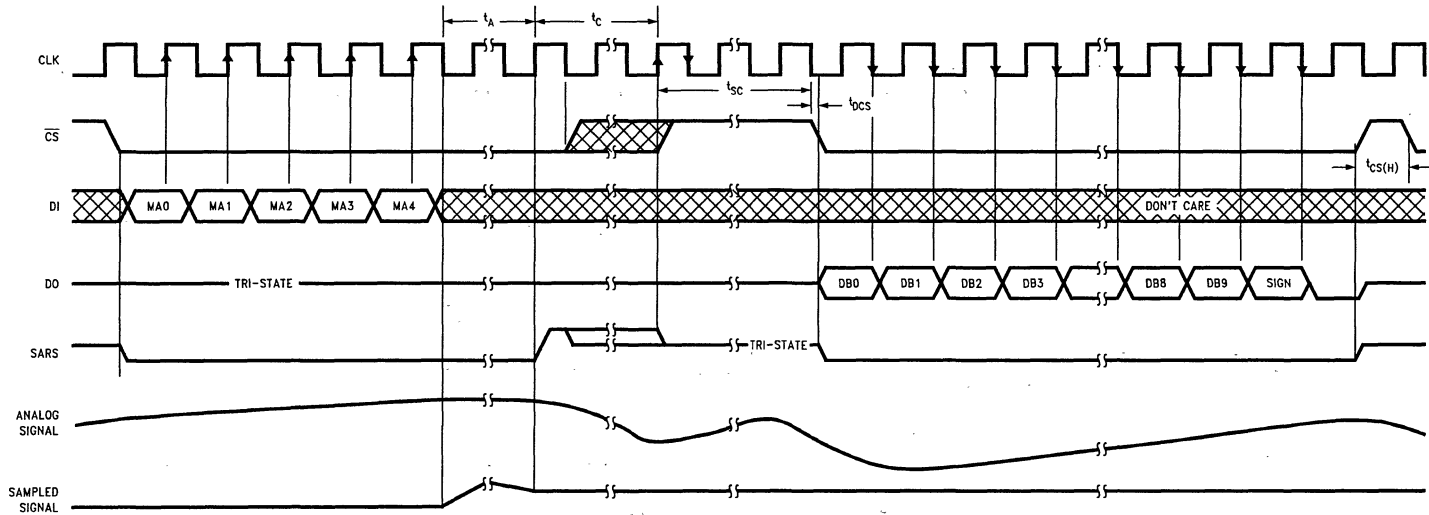 tA
tC
CLK
tSC
tDCS
CS
tCS(H)
DI
MA0
MA1
MA2
MA3
MA4
DON'T CARE
DO
TRI-STATE
DB0
DB1
DB2
DB3
DB8
DB9
SIGN
SARS
TRI-STATE
ANALOG
SIGNAL
SAMPLED
SIGNAL